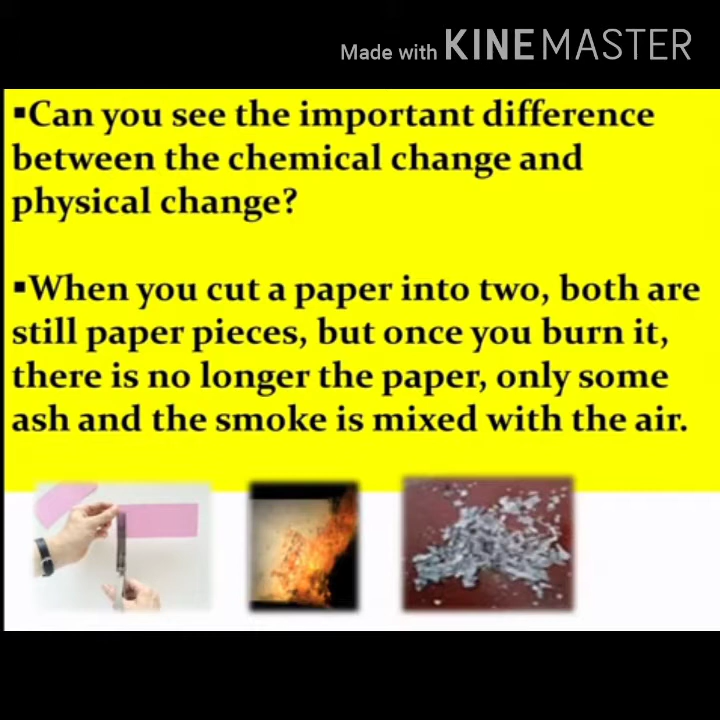 Made with KINEMASTER
▪Can you see the important difference
between the chemical change and
physical change?
▪When you cut a paper into two, both are
still paper pieces, but once you burn it,
there is no longer the paper, only some
ash and the smoke is mixed with the air.